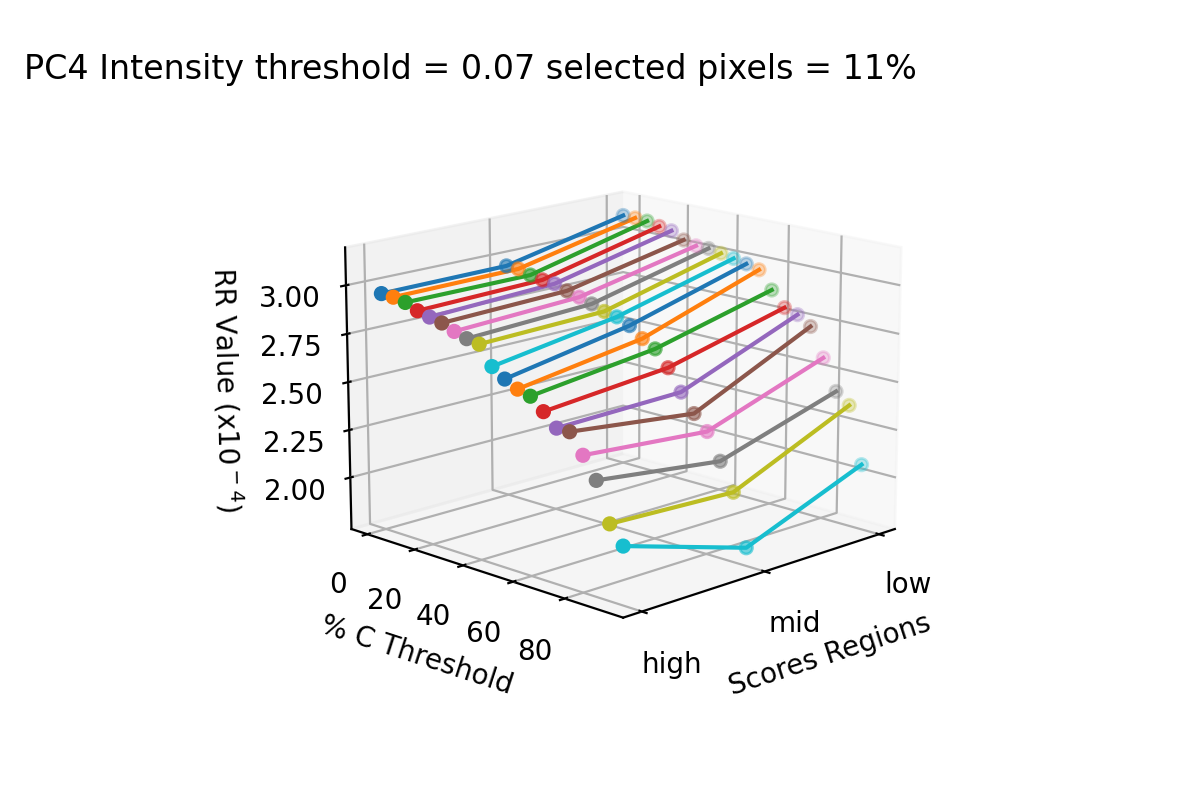 PC4 Intensity threshold = 0.07 selected pixels = 11%
RR Value (x10⁻⁴)
3.00
2.75
2.50
2.25
2.00
0
20
40
60
80
% C Threshold
high
mid
low
Scores Regions